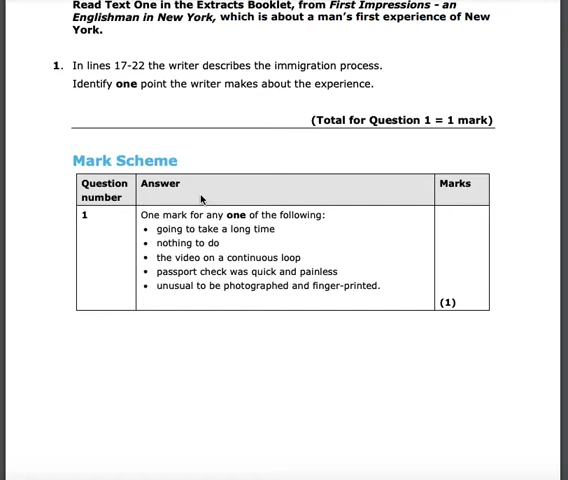 Read Text One in the Extracts Booklet, from First Impressions - an
Englishman in New York, which is about a man's first experience of New
York.
1. In lines 17-22 the writer describes the immigration process.
Identify one point the writer makes about the experience.
(Total for Question 1 = 1 mark)
Mark Scheme
Question number Answer Marks
1 One mark for any one of the following:
• going to take a long time
• nothing to do
• the video on a continuous loop
• passport check was quick and painless
• unusual to be photographed and finger-printed.
(1)